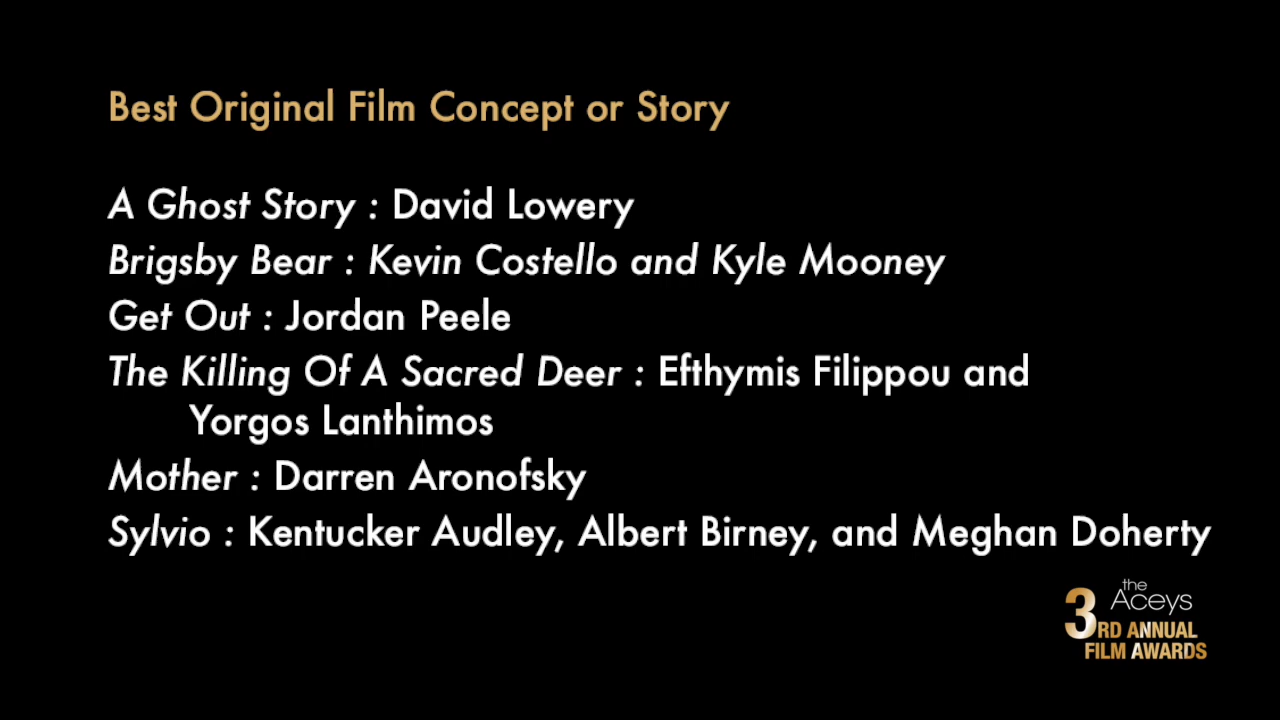 Best Original Film Concept or Story
A Ghost Story : David Lowery
Brigsby Bear : Kevin Costello and Kyle Mooney
Get Out : Jordan Peele
The Killing Of A Sacred Deer : Efthymis Filippou and
Yorgos Lanthimos
Mother : Darren Aronofsky
Sylvio : Kentucker Audley, Albert Birney, and Meghan Doherty
the
Aceys
3RD ANNUAL
FILM AWARDS